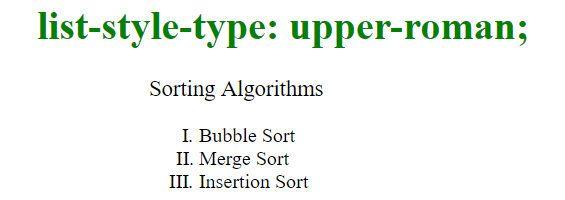 list-style-type: upper-roman;
Sorting Algorithms
I. Bubble Sort
II. Merge Sort
III. Insertion Sort